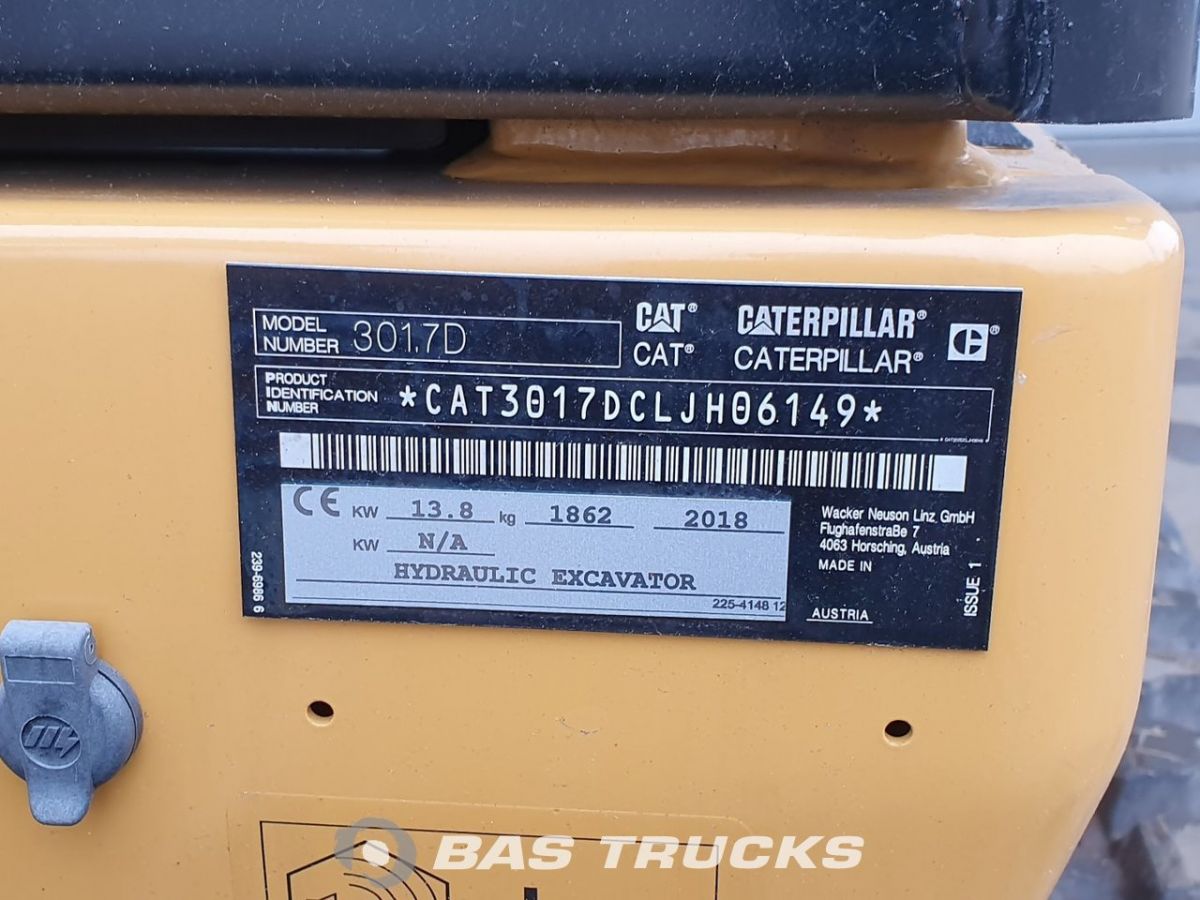 MODEL
NUMBER 301.7D
CAT® CATERPILLAR®
CAT® CATERPILLAR®
PRODUCT
IDENTIFICATION
NUMBER
*CAT3017DCLJH06149*
CE KW 13.8 kg 1862 2018
KW N/A
HYDRAULIC EXCAVATOR
225-4148 12
239-6986 6
Wacker Neuson Linz GmbH
Flughafenstraße 7
4063 Horsching, Austria
MADE IN
AUSTRIA
ISSUE 1
BAS TRUCKS